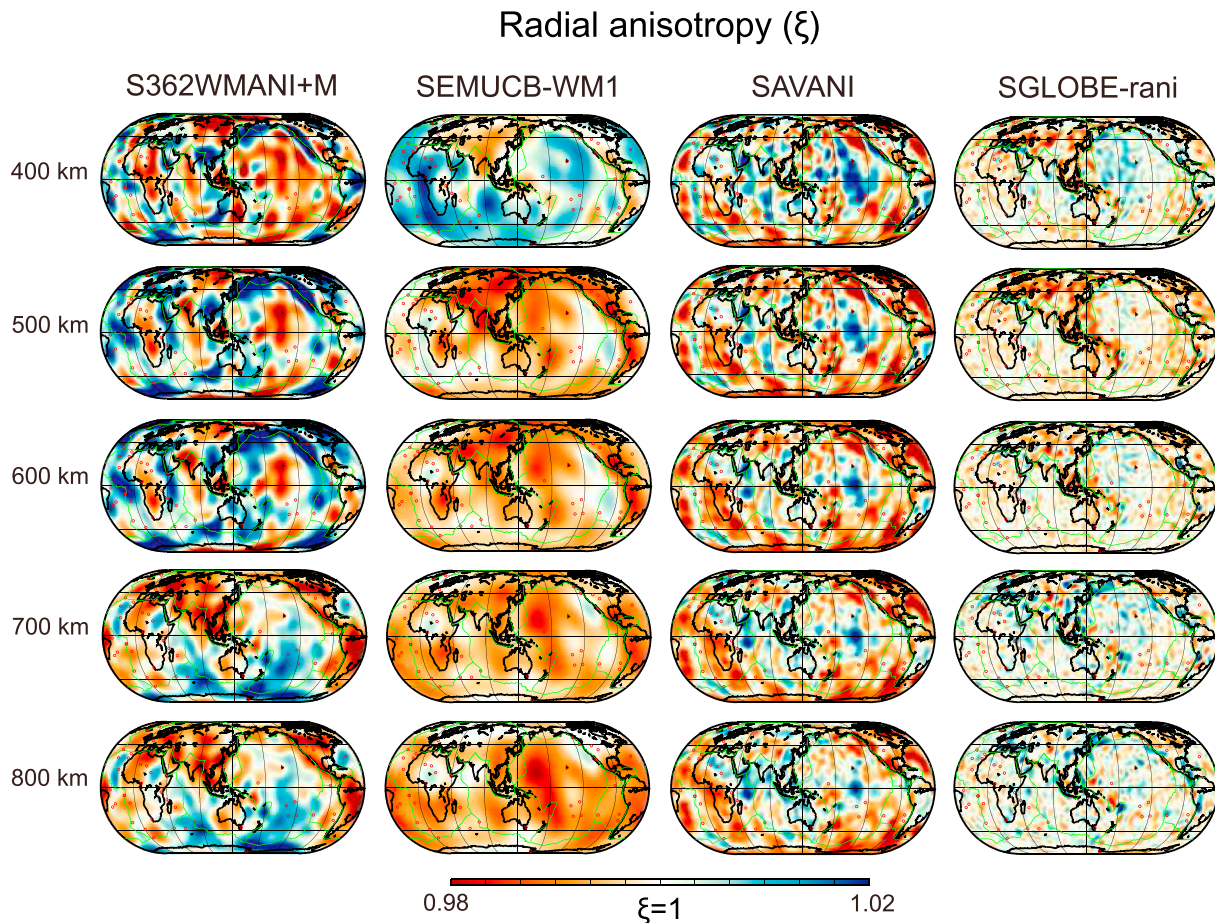 Radial anisotropy (ξ)
S362WMANI+M SEMUCB-WM1 SAVANI SGLOBE-rani
400 km
500 km
600 km
700 km
800 km
0.98 ξ=1 1.02